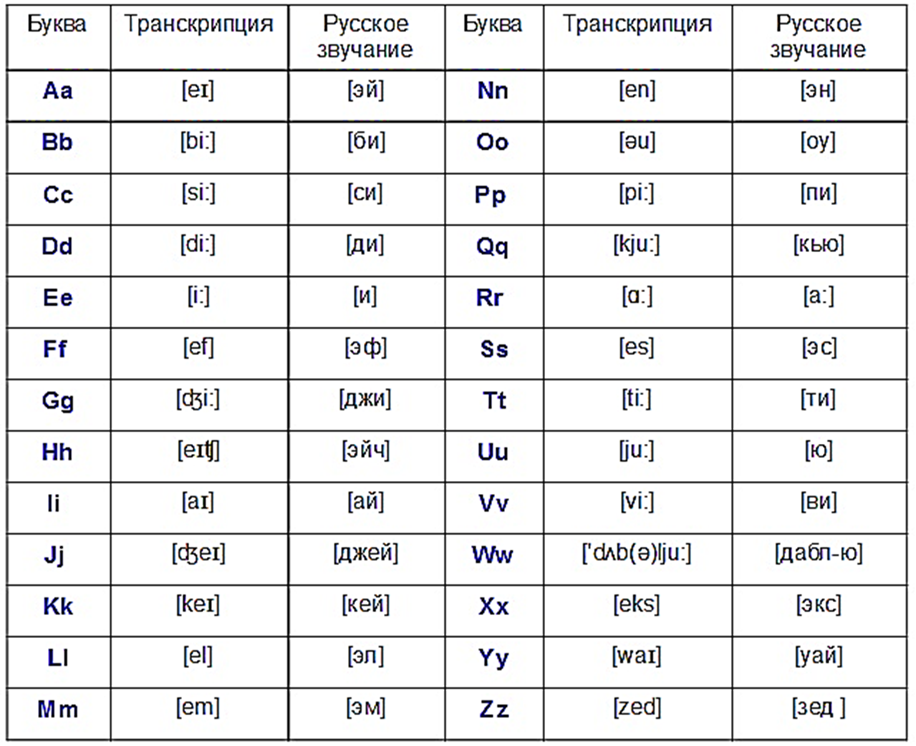 Буква Транскрипция Русское звучание Буква Транскрипция Русское звучание
Aa [eɪ] [эй] Nn [en] [эн]
Bb [bi:] [би] Oo [əu] [оу]
Cc [si:] [си] Pp [pi:] [пи]
Dd [di:] [ди] Qq [kju:] [кью]
Ee [i:] [и] Rr [ɑ:] [а:]
Ff [ef] [эф] Ss [es] [эс]
Gg [ʤi:] [джи] Tt [ti:] [ти]
Hh [eɪʧ] [эйч] Uu [ju:] [ю]
Ii [aɪ] [ай] Vv [vi:] [ви]
Jj [ʤeɪ] [джей] Ww ['dʌb(ə)lju:] [дабл-ю]
Kk [keɪ] [кей] Xx [eks] [экс]
Ll [el] [эл] Yy [waɪ] [уай]
Mm [em] [эм] Zz [zed] [зед ]